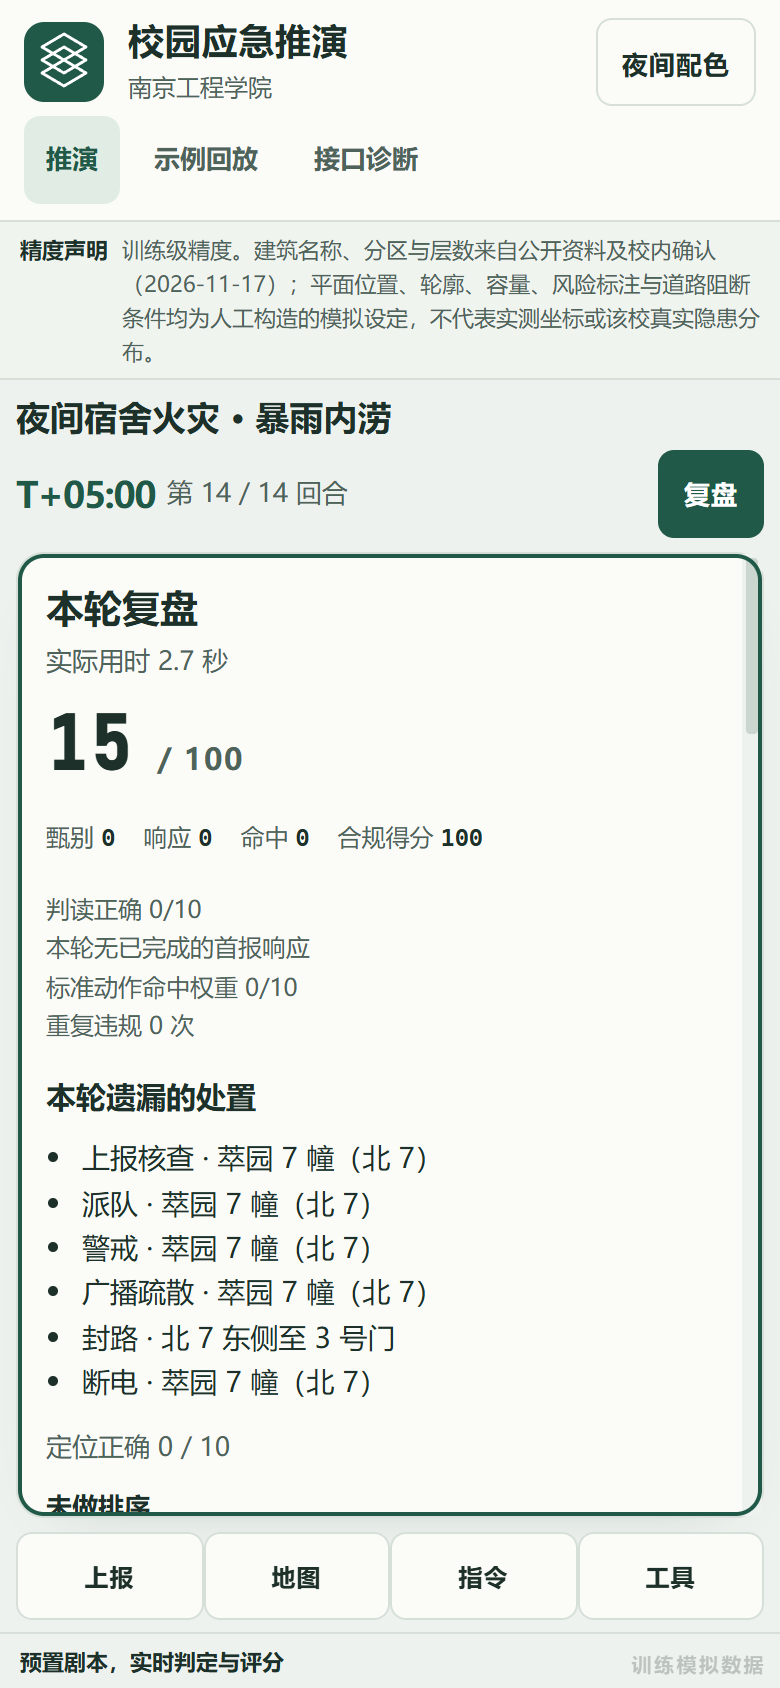 校园应急推演
南京工程学院
夜间配色
推演
示例回放
接口诊断
精度声明 训练级精度。建筑名称、分区与层数来自公开资料及校内确认
（2026-11-17）；平面位置、轮廓、容量、风险标注与道路阻断
条件均为人工构造的模拟设定，不代表实测坐标或该校真实隐患分
布。
夜间宿舍火灾 · 暴雨内涝
T+05:00 第 14 / 14 回合
复盘
本轮复盘
实际用时 2.7 秒
15 / 100
甄别 0 响应 0 命中 0 合规得分 100
判读正确 0/10
本轮无已完成的首报响应
标准动作命中权重 0/10
重复违规 0 次
本轮遗漏的处置
• 上报核查 · 萃园 7 幢（北 7）
• 派队 · 萃园 7 幢（北 7）
• 警戒 · 萃园 7 幢（北 7）
• 广播疏散 · 萃园 7 幢（北 7）
• 封路 · 北 7 东侧至 3 号门
• 断电 · 萃园 7 幢（北 7）
定位正确 0 / 10
未做排序
上报
地图
指令
工具
预置剧本，实时判定与评分
训练模拟数据